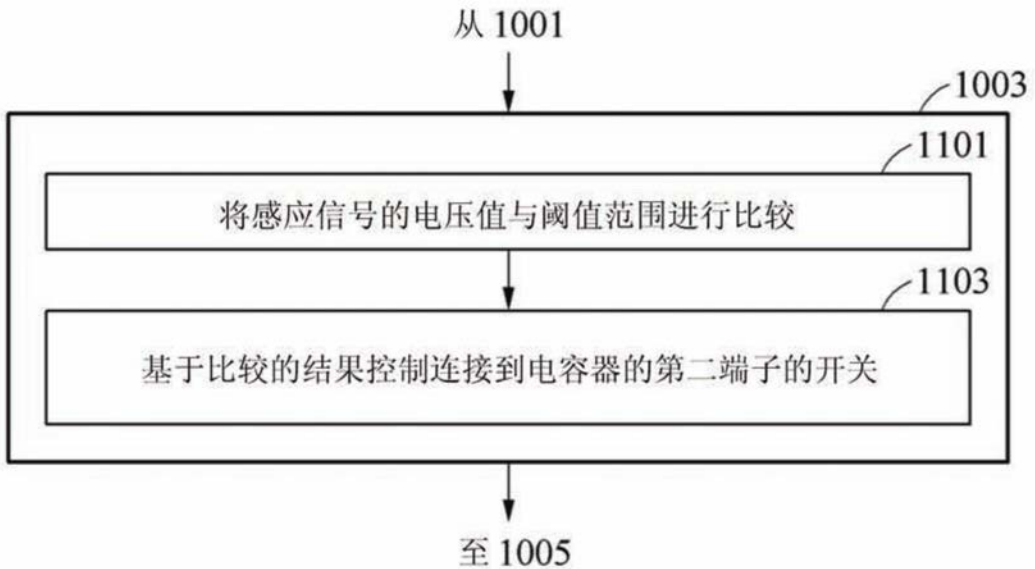 从 1001
1003
1101
将感应信号的电压值与阈值范围进行比较
1103
基于比较的结果控制连接到电容器的第二端子的开关
至 1005